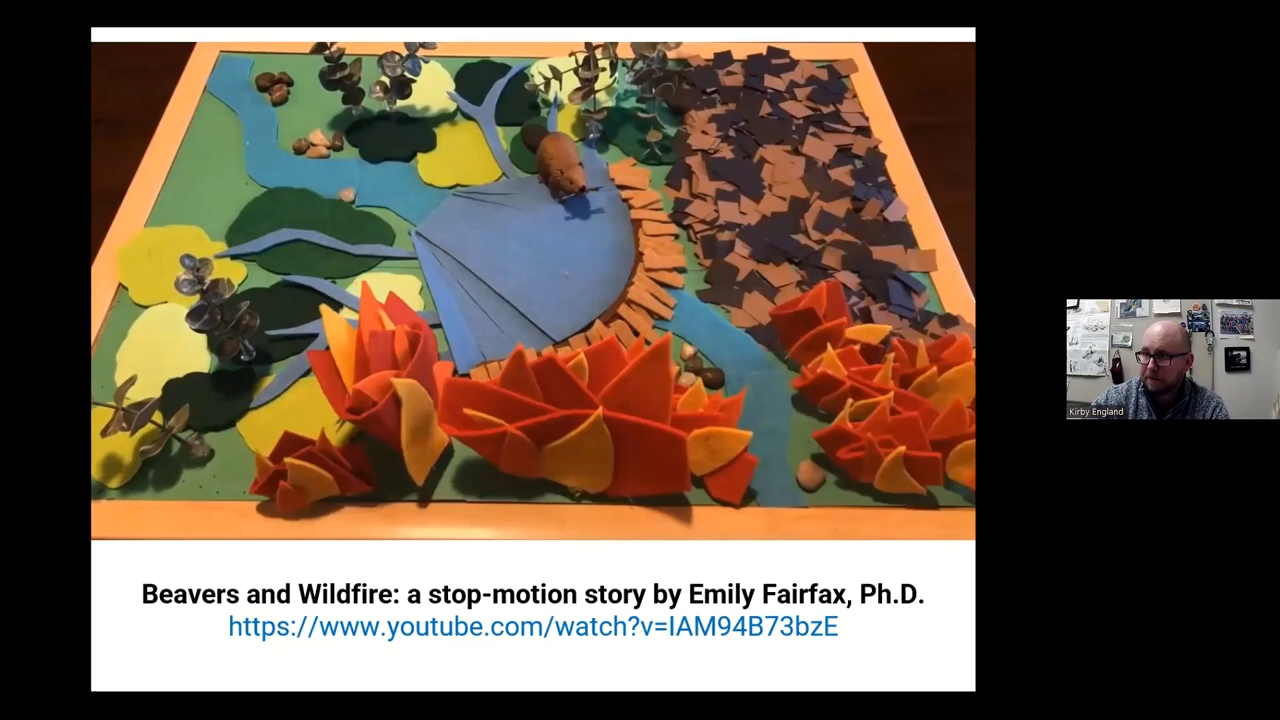 Beavers and Wildfire: a stop-motion story by Emily Fairfax, Ph.D.
https://www.youtube.com/watch?v=IAM94B73bzE
Kirby England